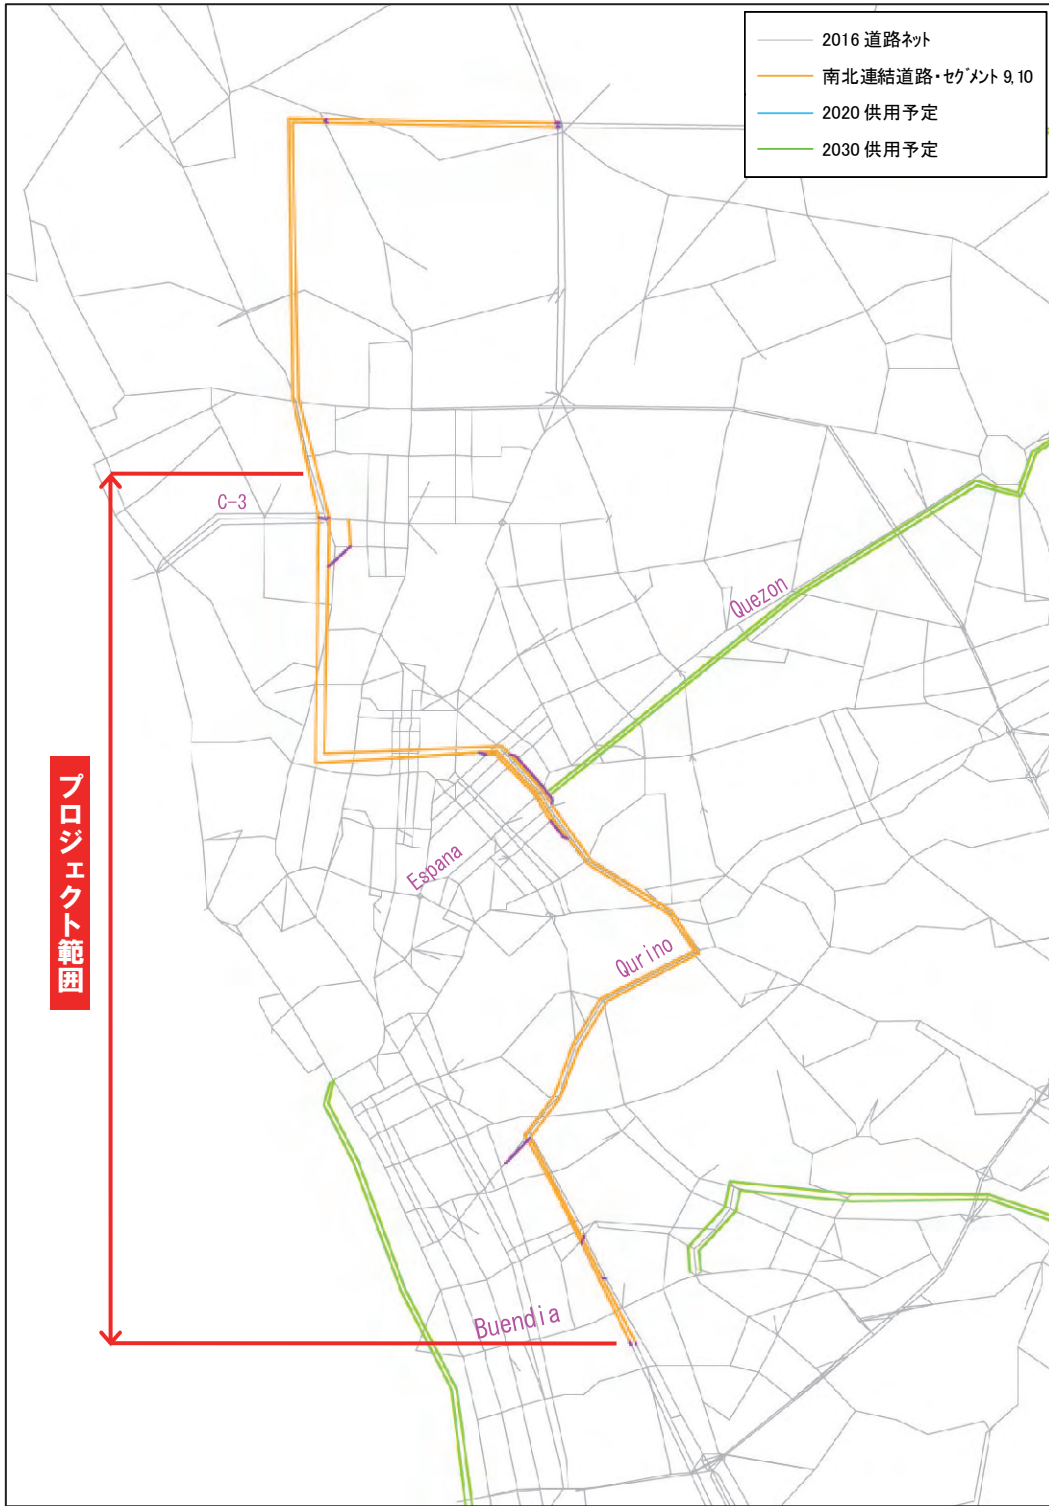 2016 道路ネット
南北連結道路・セグメント 9,10
2020 供用予定
2030 供用予定
C-3
Quezon
プロジェクト範囲
Espana
Qurino
Buendia